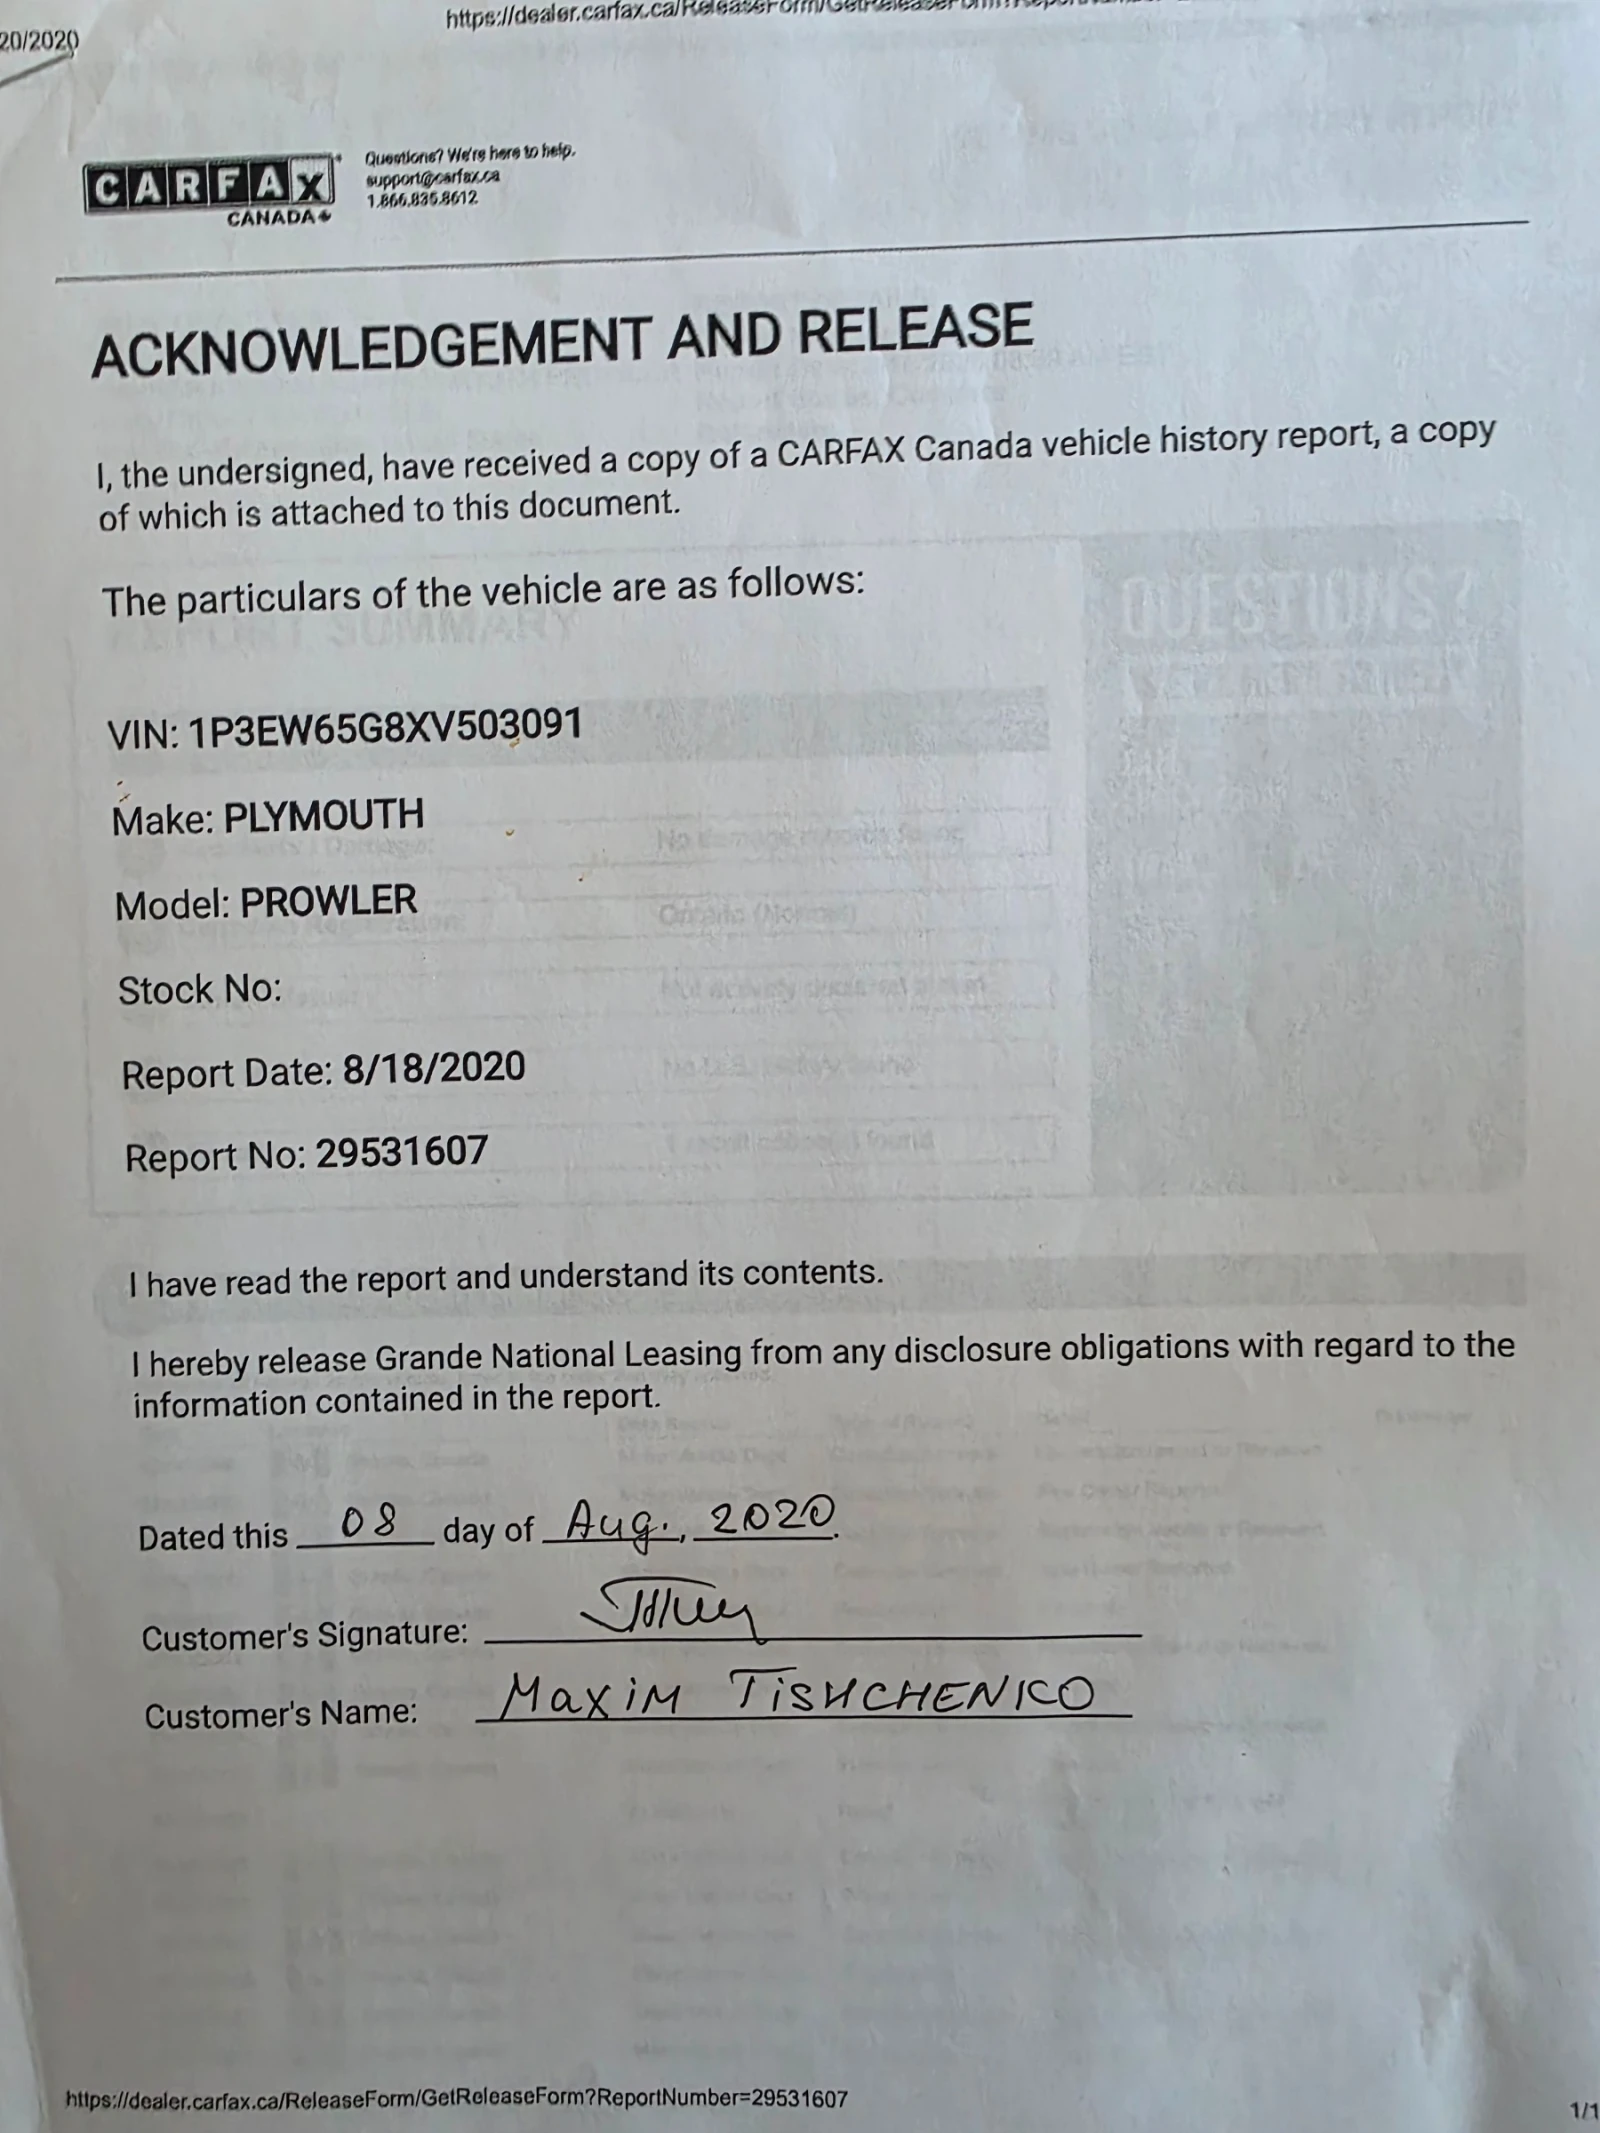 20/2020
https://dealer.carfax.ca/ReleaseForm/GetReleaseForm?ReportNumber
CARFAX
CANADA
Questions? We're here to help.
support@carfax.ca
1.866.835.8612
ACKNOWLEDGEMENT AND RELEASE
I, the undersigned, have received a copy of a CARFAX Canada vehicle history report, a copy
of which is attached to this document.
The particulars of the vehicle are as follows:
VIN: 1P3EW65G8XV503091
Make: PLYMOUTH
Model: PROWLER
Stock No:
Report Date: 8/18/2020
Report No: 29531607
I have read the report and understand its contents.
I hereby release Grande National Leasing from any disclosure obligations with regard to the
information contained in the report.
Dated this 08 day of Aug., 2020.
Customer's Signature:
Customer's Name: Maxim TISHCHENKO
https://dealer.carfax.ca/ReleaseForm/GetReleaseForm?ReportNumber=29531607
1/1